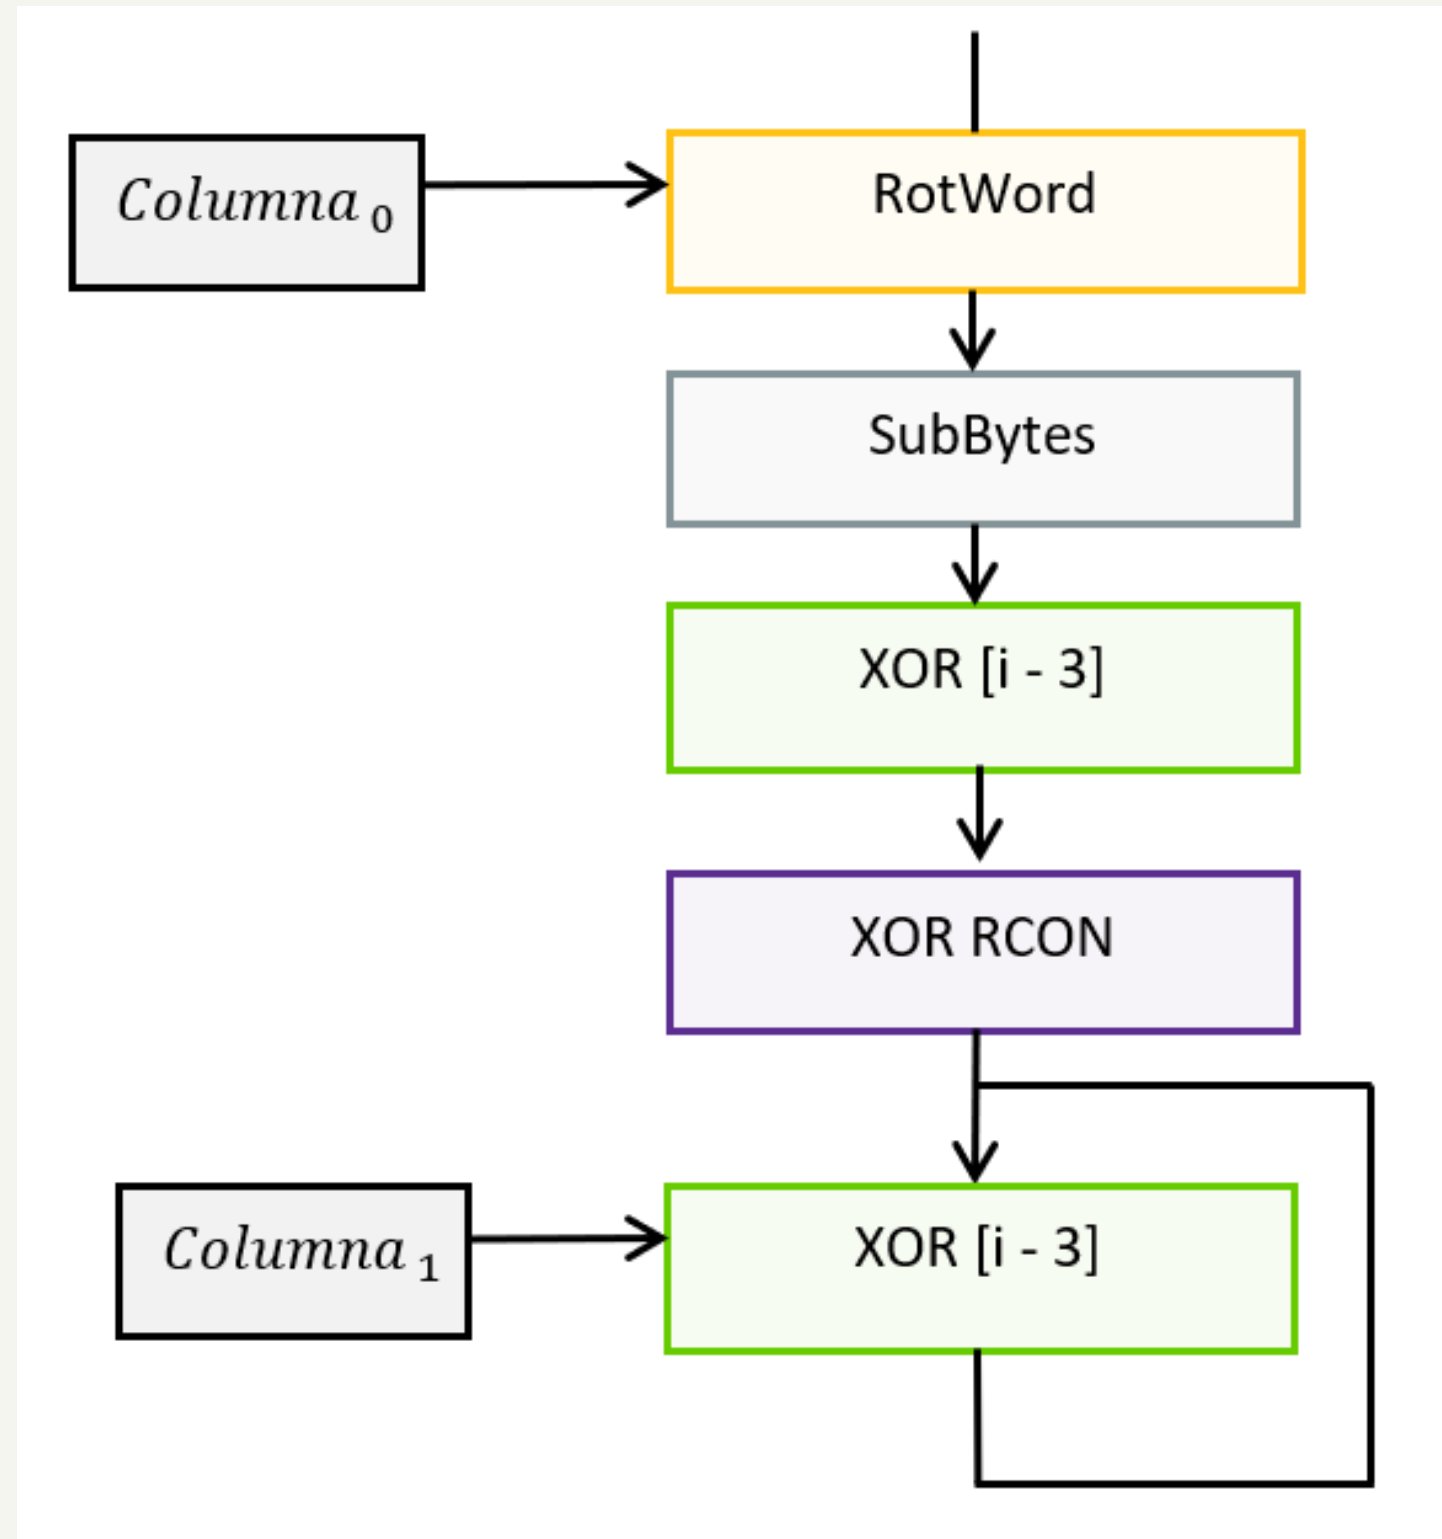 Columna 0
RotWord
SubBytes
XOR [i - 3]
XOR RCON
Columna 1
XOR [i - 3]